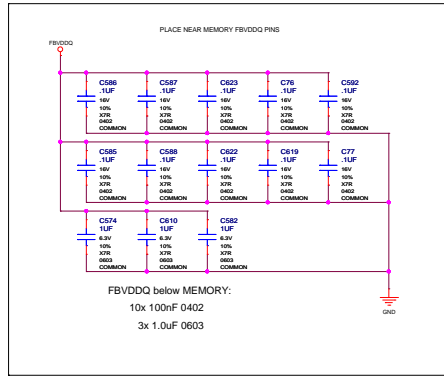 PLACE NEAR MEMORY FBVDDQ PINS
FBVDDQ
C586 C587 C623 C76 C592
.1UF .1UF .1UF .1UF .1UF
16V 16V 16V 16V 16V
10% 10% 10% 10% 10%
X7R X7R X7R X7R X7R
0402 0402 0402 0402 0402
COMMON COMMON COMMON COMMON COMMON
C585 C588 C622 C619 C77
.1UF .1UF .1UF .1UF .1UF
16V 16V 16V 16V 16V
10% 10% 10% 10% 10%
X7R X7R X7R X7R X7R
0402 0402 0402 0402 0402
COMMON COMMON COMMON COMMON COMMON
C574 C610 C582
1UF 1UF 1UF
6.3V 6.3V 6.3V
10% 10% 10%
X7R X7R X7R
0603 0603 0603
COMMON COMMON COMMON
FBVDDQ below MEMORY:
10x 100nF 0402
3x 1.0uF 0603
GND